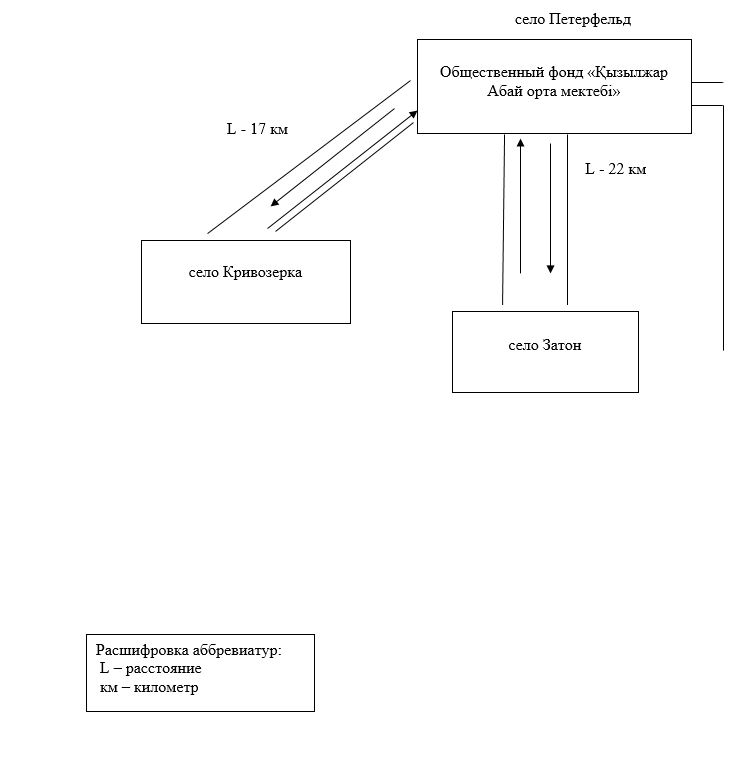 село Петерфельд
Общественный фонд «Қызылжар
Абай орта мектебі»
L - 17 км
L - 22 км
село Кривозерка
село Затон
Расшифровка аббревиатур:
L – расстояние
км – километр